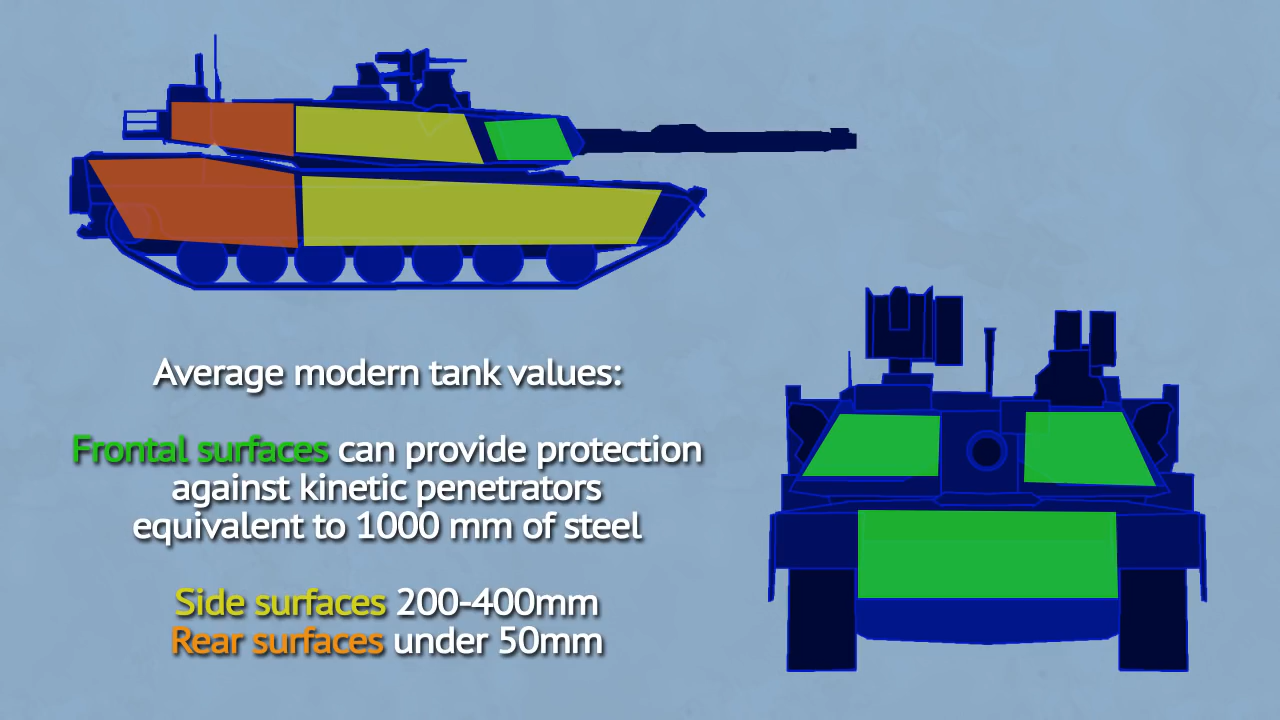 Average modern tank values:
Frontal surfaces can provide protection
against kinetic penetrators
equivalent to 1000 mm of steel
Side surfaces 200-400mm
Rear surfaces under 50mm